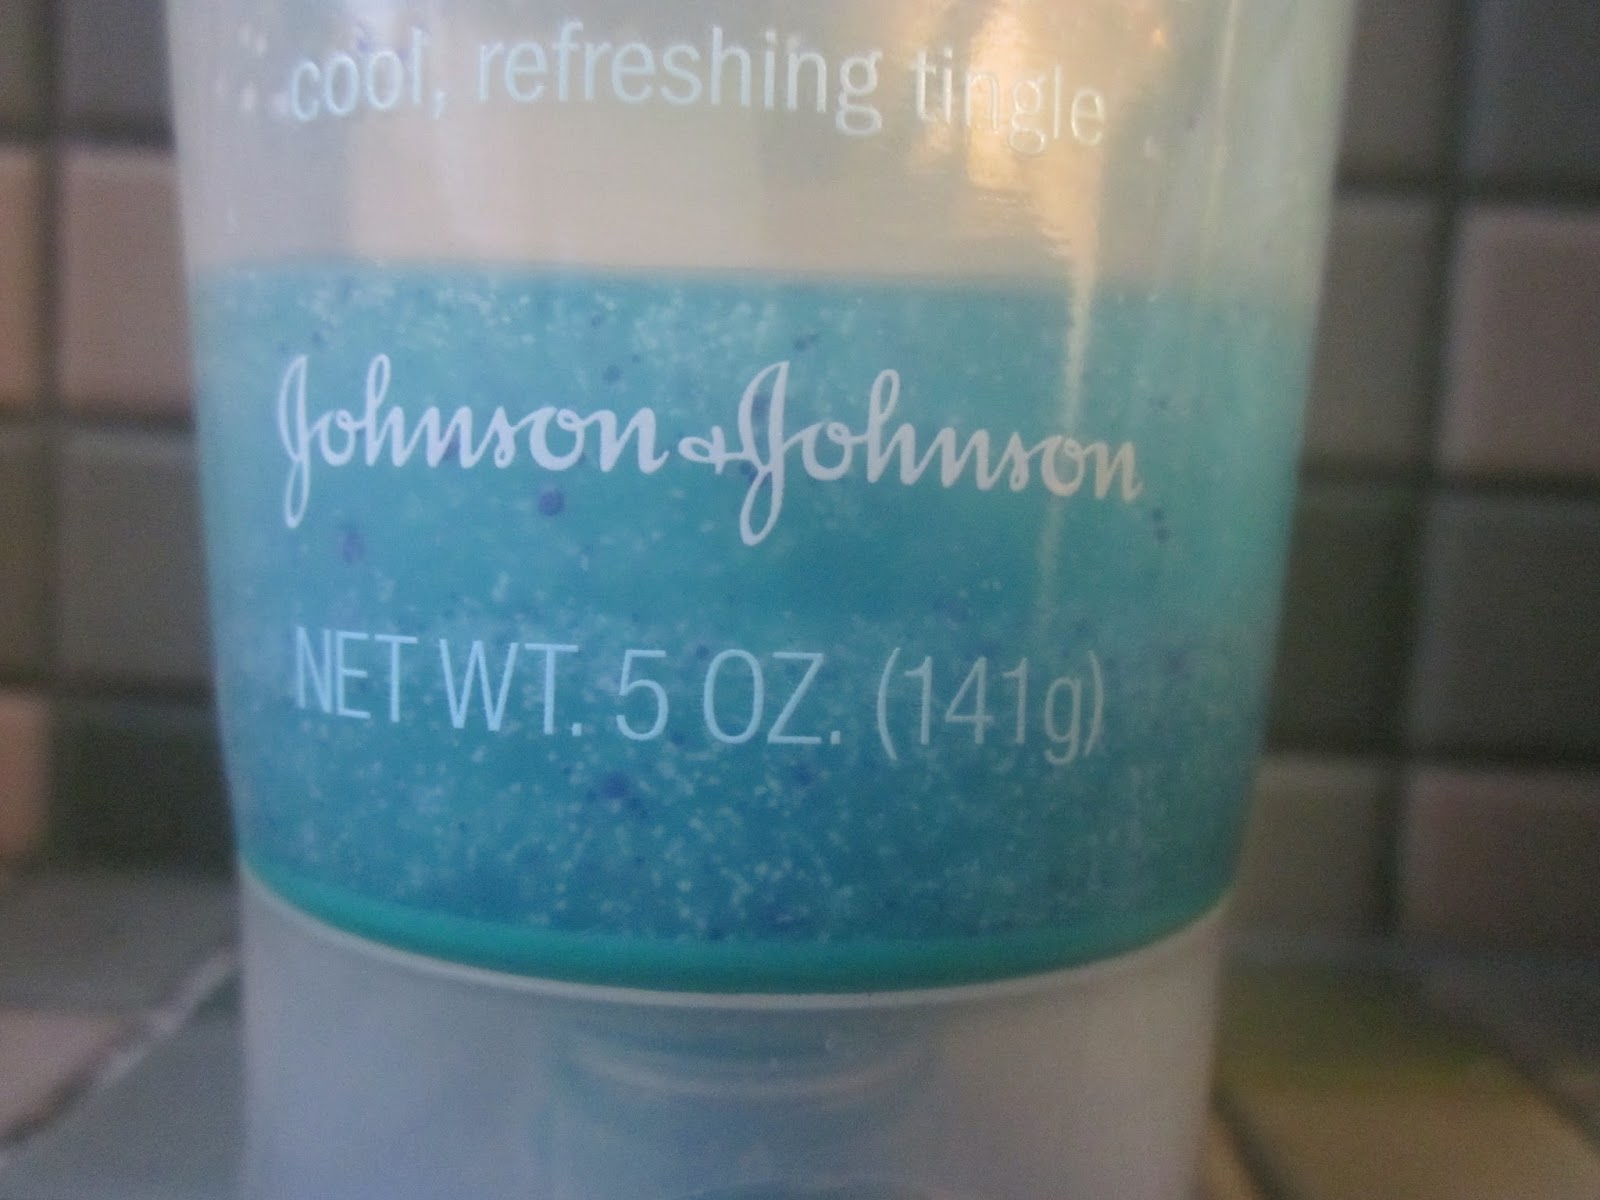 cool, refreshing tingle
Johnson & Johnson
NET WT. 5 OZ. (141g)